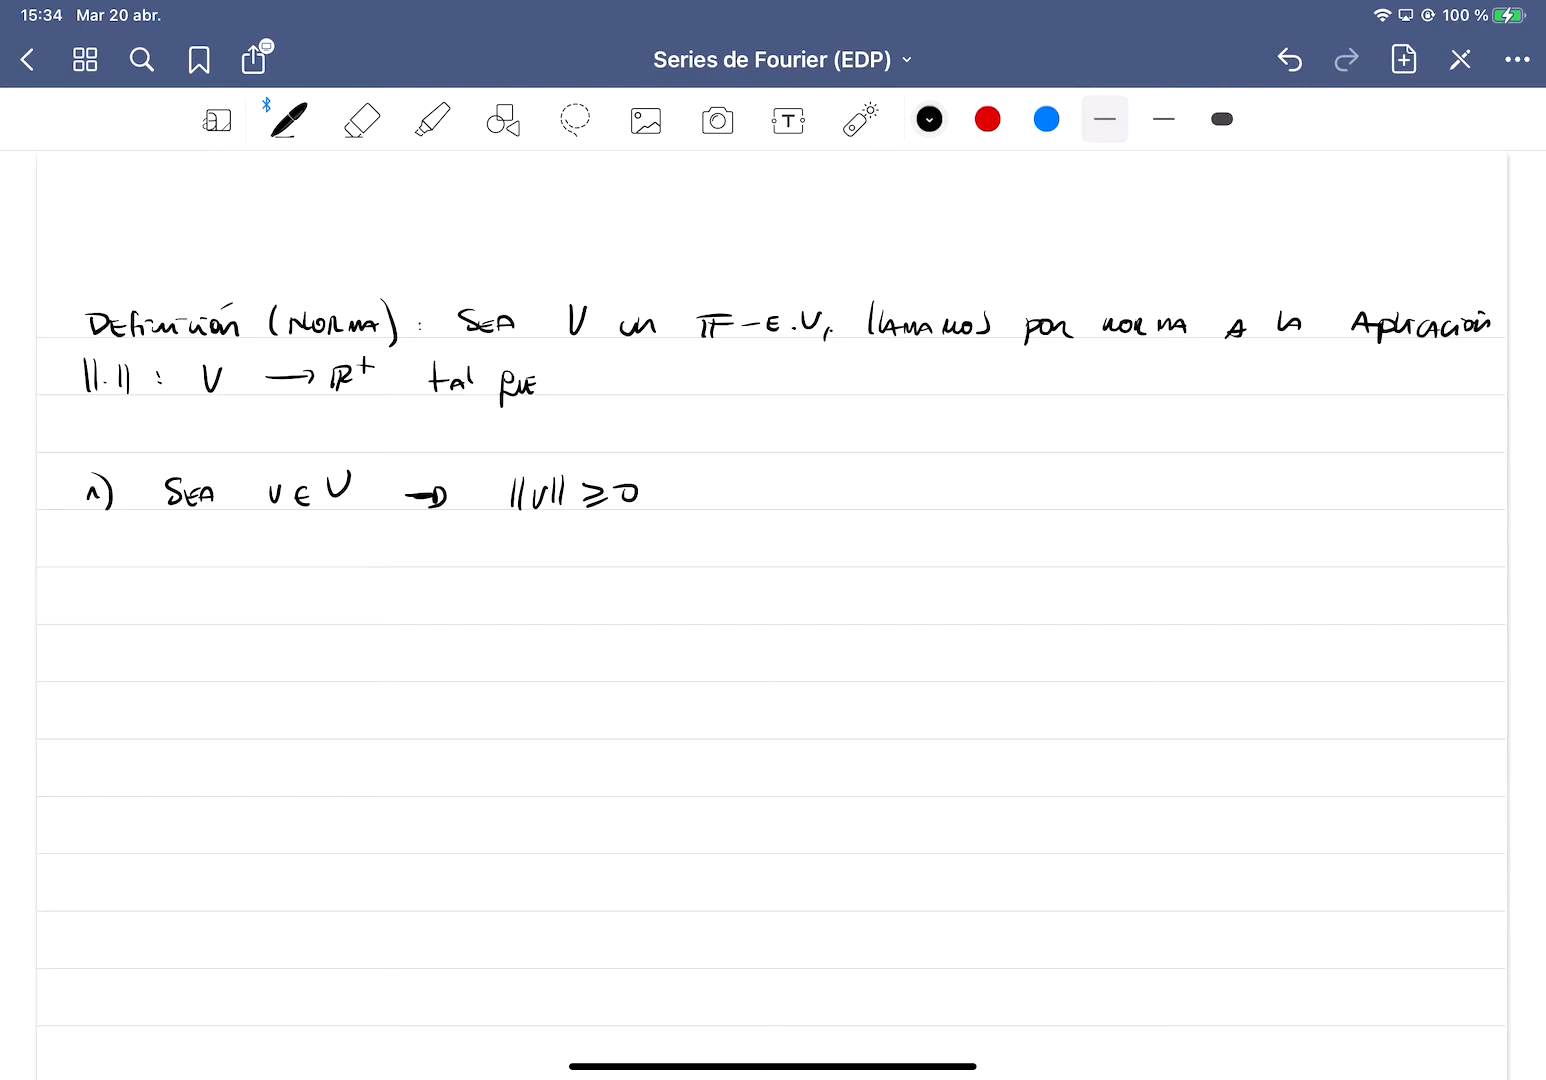 15:34 Mar 20 abr. 100 %
Series de Fourier (EDP)
Definición (Norma): Sea V un 𝔽-E.V, llamamos por norma a la Aplicación
||.|| : V → ℝ⁺ tal que
1) Sea v ∈ V → ||v|| ≥ 0